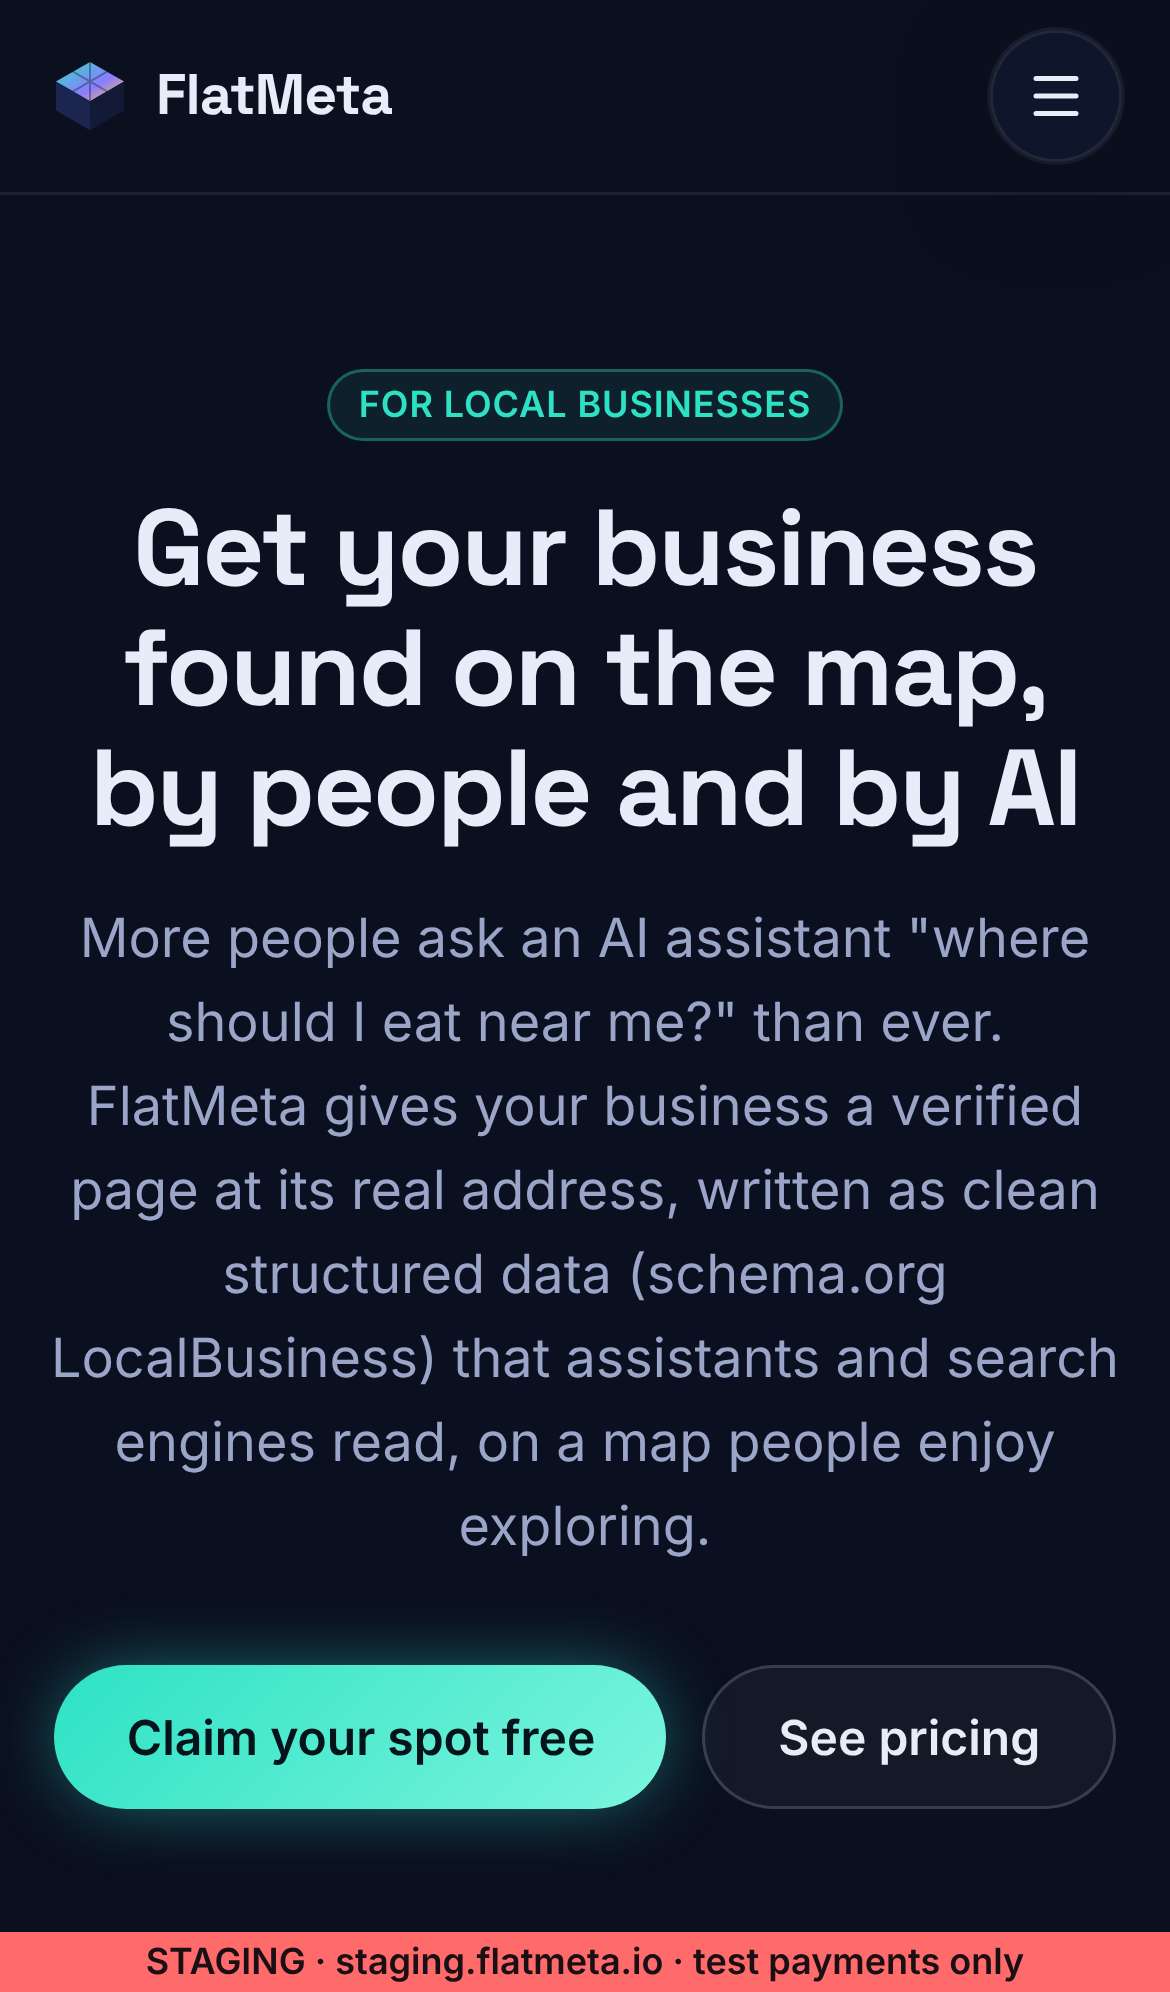 FlatMeta
FOR LOCAL BUSINESSES
Get your business
found on the map,
by people and by AI
More people ask an AI assistant "where
should I eat near me?" than ever.
FlatMeta gives your business a verified
page at its real address, written as clean
structured data (schema.org
LocalBusiness) that assistants and search
engines read, on a map people enjoy
exploring.
Claim your spot free
See pricing
STAGING · staging.flatmeta.io · test payments only